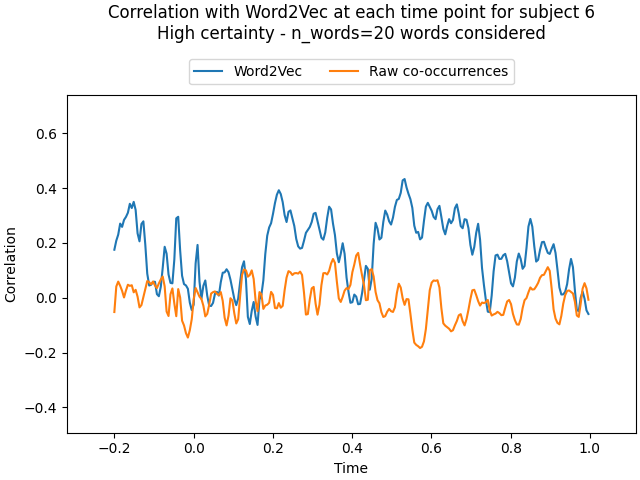 Correlation with Word2Vec at each time point for subject 6
High certainty - n_words=20 words considered
Word2Vec
Raw co-occurrences
Correlation
0.6
0.4
0.2
0.0
−0.2
−0.4
−0.2
0.0
0.2
0.4
0.6
0.8
1.0
Time